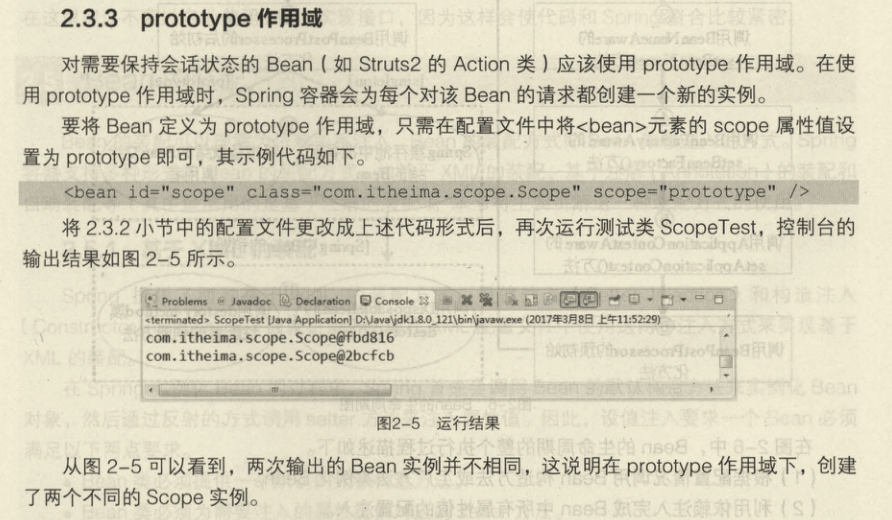 2.3.3 prototype 作用域
对需要保持会话状态的 Bean（如 Struts2 的 Action 类）应该使用 prototype 作用域。在使
用 prototype 作用域时，Spring 容器会为每个对该 Bean 的请求都创建一个新的实例。
要将 Bean 定义为 prototype 作用域，只需在配置文件中将<bean>元素的 scope 属性值设
置为 prototype 即可，其示例代码如下。
<bean id="scope" class="com.itheima.scope.Scope" scope="prototype" />
将 2.3.2 小节中的配置文件更改成上述代码形式后，再次运行测试类 ScopeTest，控制台的
输出结果如图 2-5 所示。
Problems Javadoc Declaration Console
<terminated> ScopeTest [Java Application] D:\Java\jdk1.8.0_121\bin\javaw.exe (2017年3月8日 上午11:52:29)
com.itheima.scope.Scope@fbd816
com.itheima.scope.Scope@2bcfcb
图2-5 运行结果
从图 2-5 可以看到，两次输出的 Bean 实例并不相同，这说明在 prototype 作用域下，创建
了两个不同的 Scope 实例。